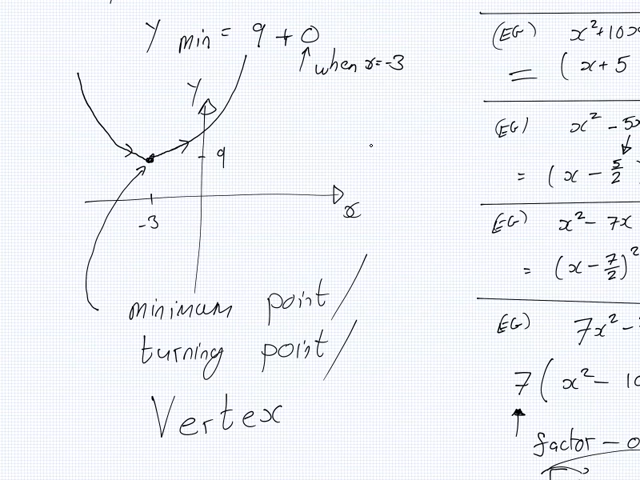 Y min = 9 + 0
when x=-3
Y
9
-3
x
minimum point/
turning point/
Vertex
(EG) x²+10x
= (x+5
(EG) x² - 5x
= (x - 5/2
(EG) x² - 7x
= (x - 7/2)²
(EG) 7x² -
7(x² - 10
factor - o